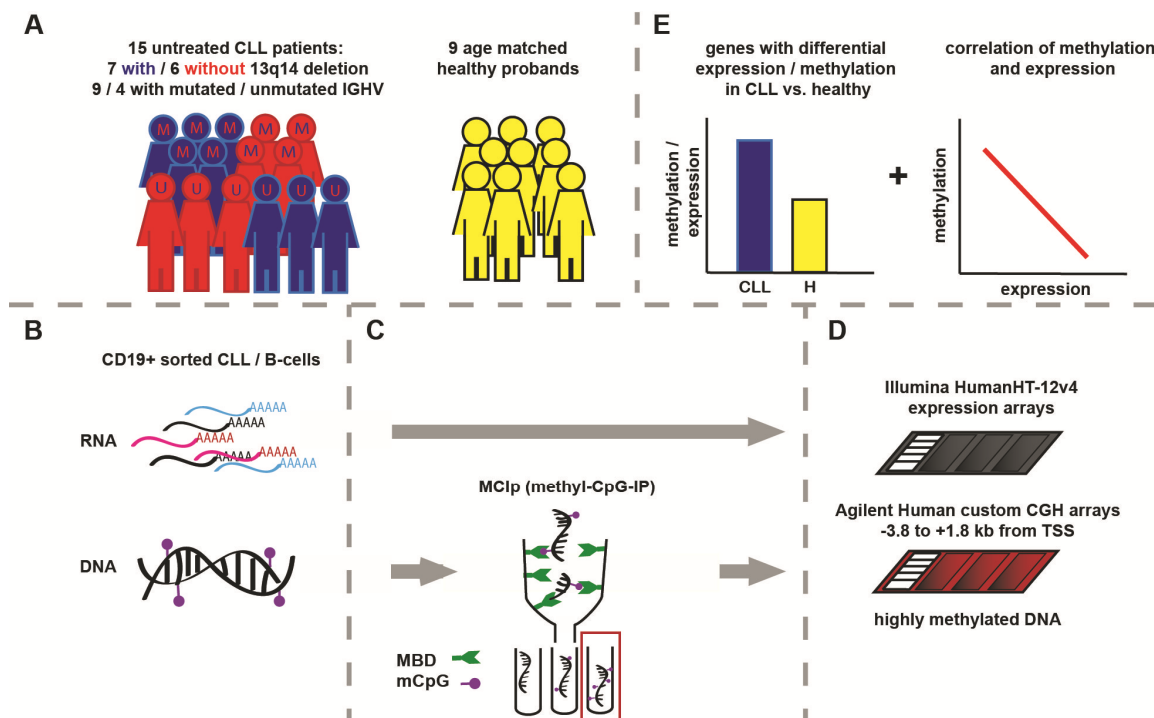 A
15 untreated CLL patients:
7 with / 6 without 13q14 deletion
9 / 4 with mutated / unmutated IGHV
M M M M M
M M M M
U U U U U U
9 age matched
healthy probands
E
genes with differential
expression / methylation
in CLL vs. healthy
methylation /
expression
CLL H
+
correlation of methylation
and expression
methylation
expression
B
CD19+ sorted CLL / B-cells
RNA
AAAAA
AAAAA
AAAAA
AAAAA
AAAAA
AAAAA
DNA
C
MCIp (methyl-CpG-IP)
MBD
mCpG
D
Illumina HumanHT-12v4
expression arrays
Agilent Human custom CGH arrays
-3.8 to +1.8 kb from TSS
highly methylated DNA